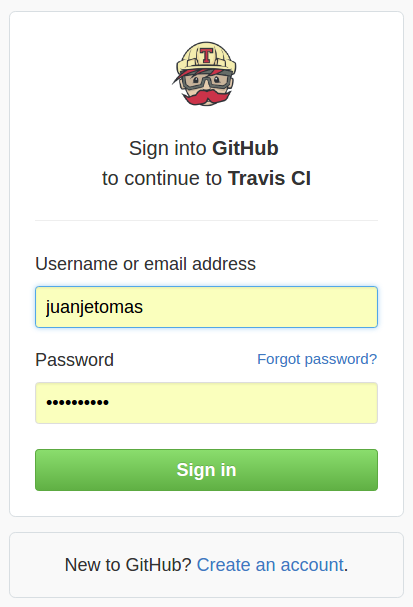 T
Sign into GitHub
to continue to Travis CI
Username or email address
juanjetomas
Password Forgot password?
••••••••••
Sign in
New to GitHub? Create an account.